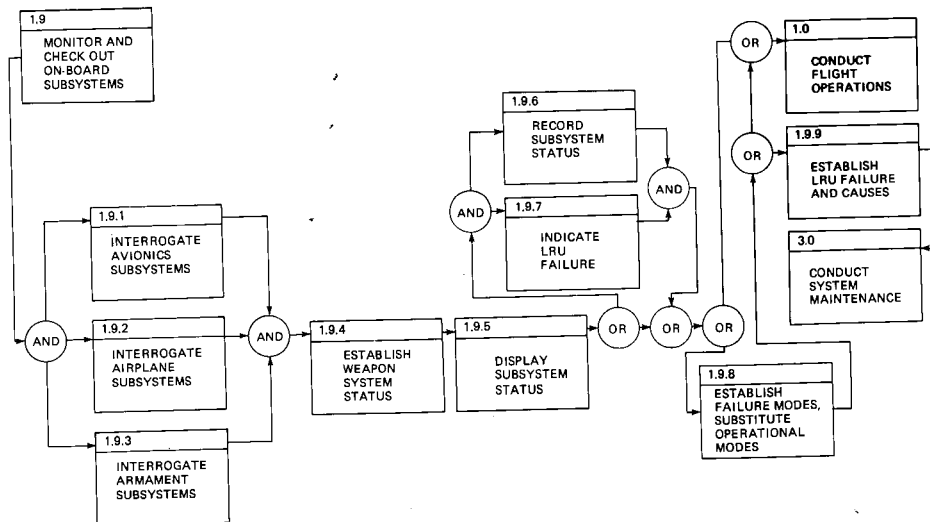 1.9
MONITOR AND
CHECK OUT
ON-BOARD
SUBSYSTEMS
AND
1.9.1
INTERROGATE
AVIONICS
SUBSYSTEMS
1.9.2
INTERROGATE
AIRPLANE
SUBSYSTEMS
1.9.3
INTERROGATE
ARMAMENT
SUBSYSTEMS
AND
1.9.4
ESTABLISH
WEAPON
SYSTEM
STATUS
1.9.5
DISPLAY
SUBSYSTEM
STATUS
OR
AND
1.9.6
RECORD
SUBSYSTEM
STATUS
1.9.7
INDICATE
LRU
FAILURE
AND
OR
OR
1.9.8
ESTABLISH
FAILURE MODES,
SUBSTITUTE
OPERATIONAL
MODES
OR
OR
1.0
CONDUCT
FLIGHT
OPERATIONS
1.9.9
ESTABLISH
LRU FAILURE
AND CAUSES
3.0
CONDUCT
SYSTEM
MAINTENANCE